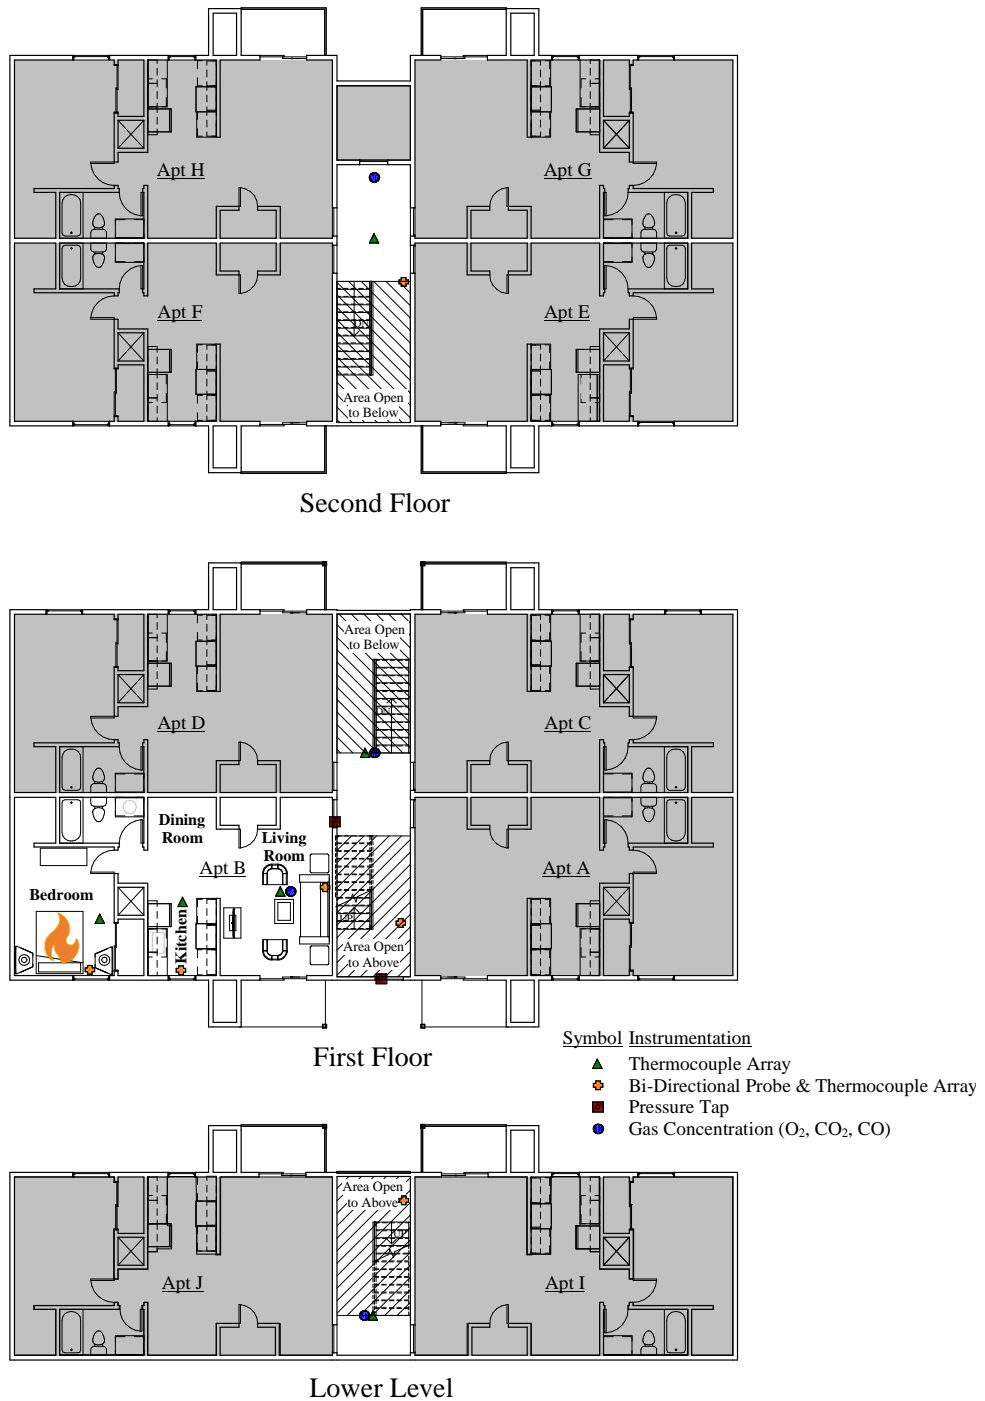 Apt H
Apt G
Apt F
Apt E
Area Open
to Below
Second Floor
Area Open
to Below
Apt D
Apt C
Dining
Room
Living
Room
Apt B
Apt A
Bedroom
Kitchen
UP
Area Open
to Above
First Floor
Symbol Instrumentation
Thermocouple Array
Bi-Directional Probe & Thermocouple Array
Pressure Tap
Gas Concentration (O₂, CO₂, CO)
Area Open
to Above
UP
Apt J
Apt I
Lower Level